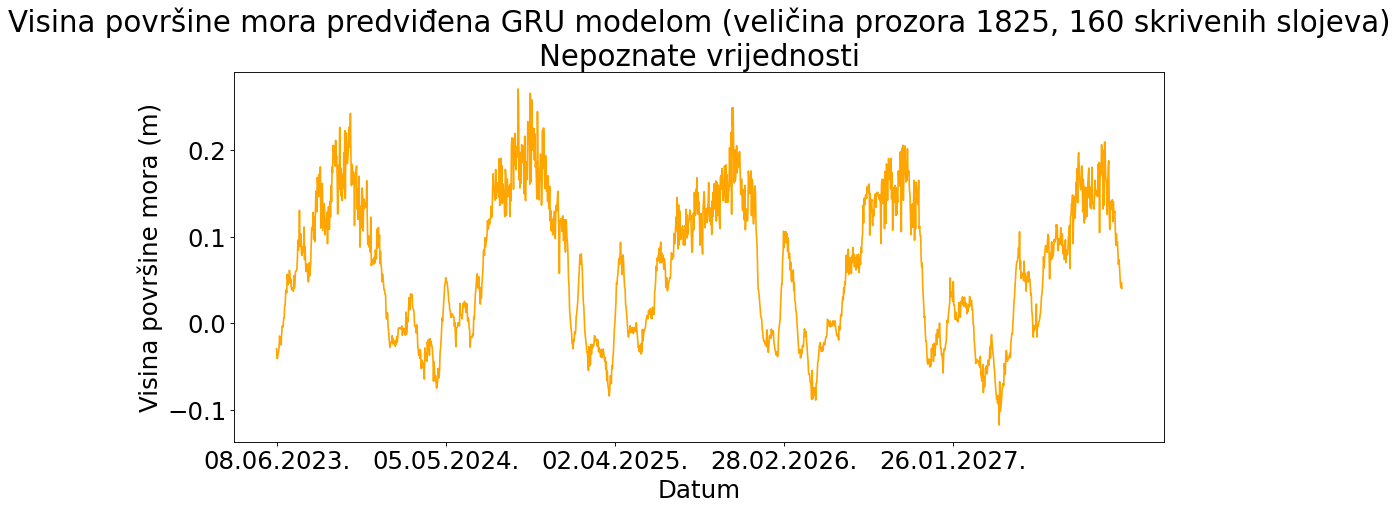 Visina površine mora predviđena GRU modelom (veličina prozora 1825, 160 skrivenih slojeva)
Nepoznate vrijednosti
Visina površine mora (m)
0.2
0.1
0.0
−0.1
08.06.2023. 05.05.2024. 02.04.2025. 28.02.2026. 26.01.2027.
Datum